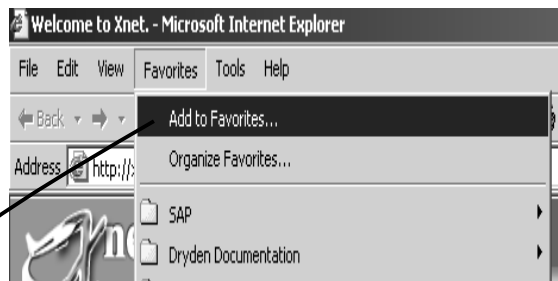 Welcome to Xnet. - Microsoft Internet Explorer
File Edit View Favorites Tools Help
Back
Add to Favorites...
Address http://
Organize Favorites...
SAP
Dryden Documentation